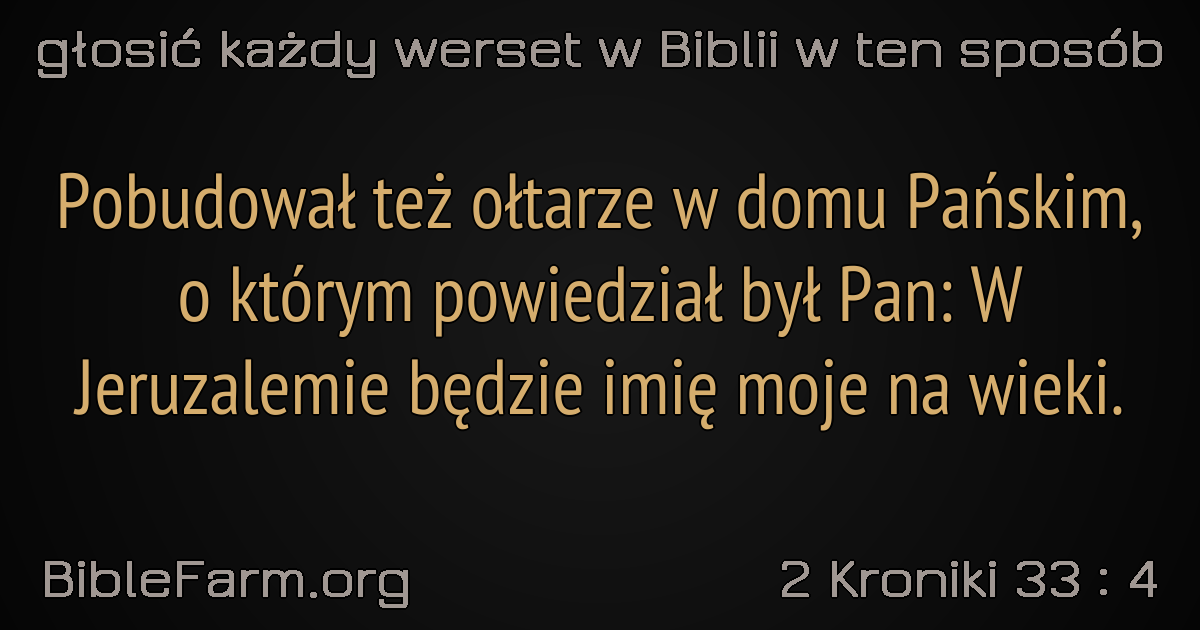 głosić każdy werset w Biblii w ten sposób
Pobudował też ołtarze w domu Pańskim,
o którym powiedział był Pan: W
Jeruzalemie będzie imię moje na wieki.
BibleFarm.org
2 Kroniki 33 : 4